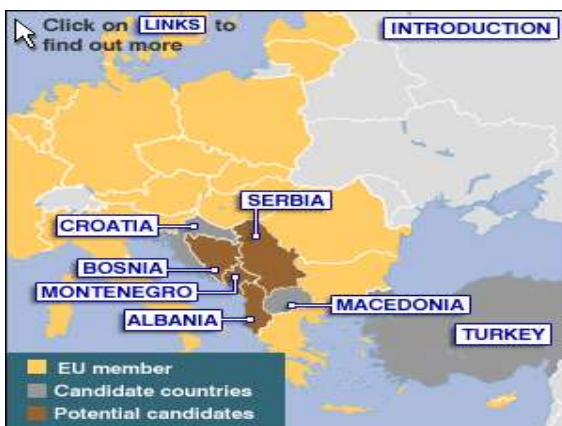 Click on LINKS to
find out more
INTRODUCTION
SERBIA
CROATIA
BOSNIA
MONTENEGRO
MACEDONIA
ALBANIA
TURKEY
EU member
Candidate countries
Potential candidates